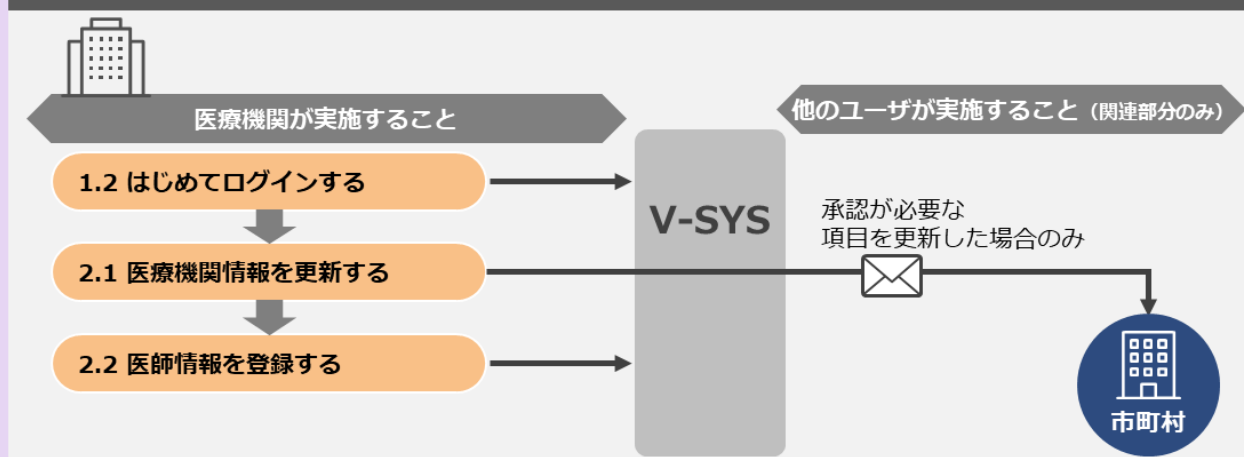 医療機関が実施すること
他のユーザが実施すること（関連部分のみ）
1.2 はじめてログインする
V-SYS
承認が必要な
項目を更新した場合のみ
2.1 医療機関情報を更新する
2.2 医師情報を登録する
市町村